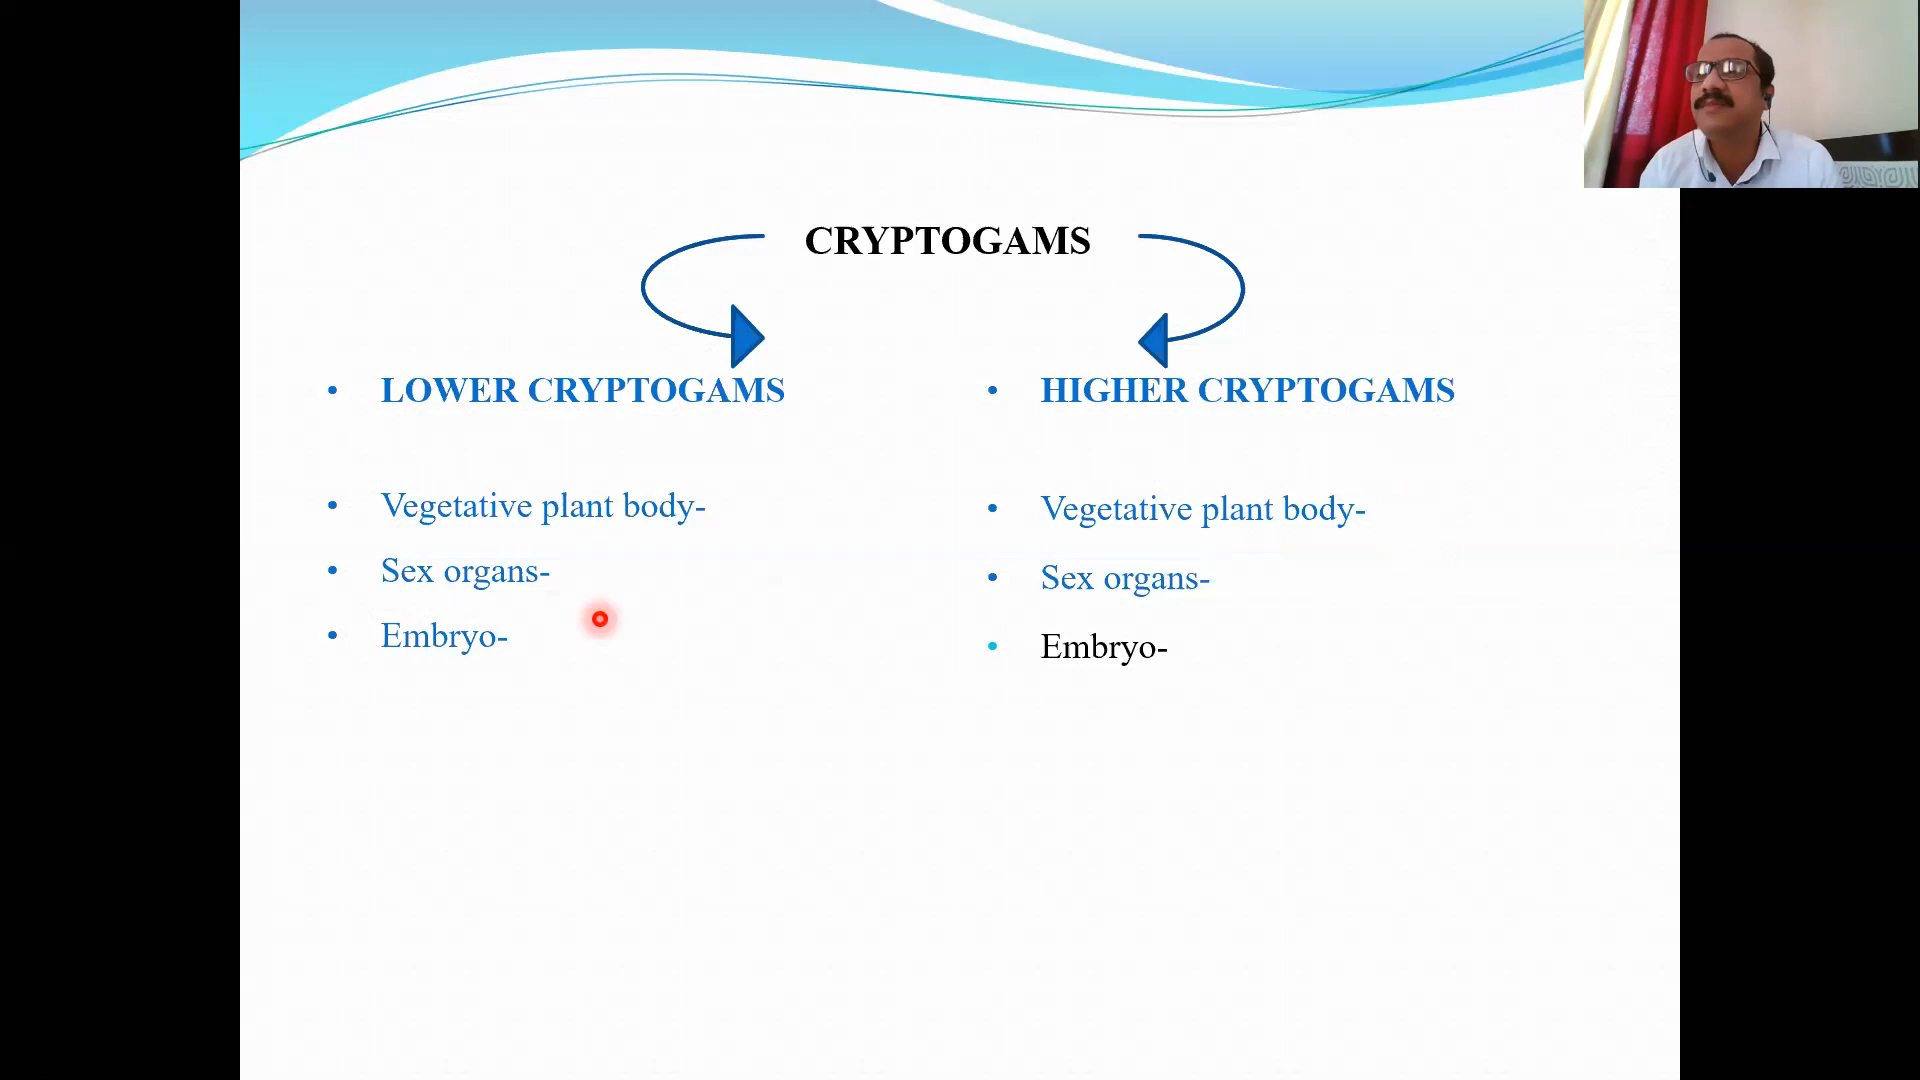 CRYPTOGAMS
• LOWER CRYPTOGAMS
• Vegetative plant body-
• Sex organs-
• Embryo-
• HIGHER CRYPTOGAMS
• Vegetative plant body-
• Sex organs-
• Embryo-